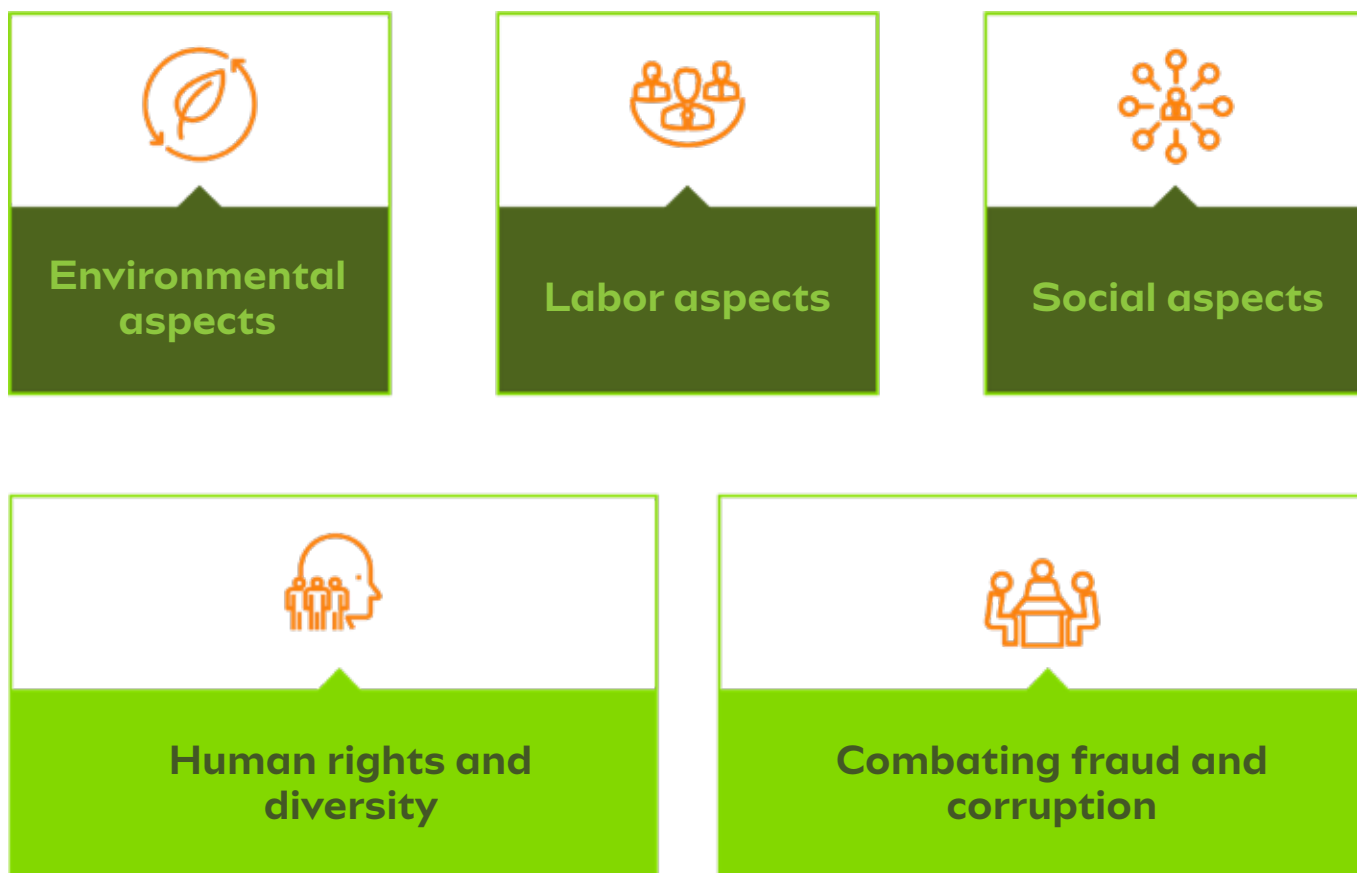 Environmental
aspects
Labor aspects
Social aspects
Human rights and
diversity
Combating fraud and
corruption